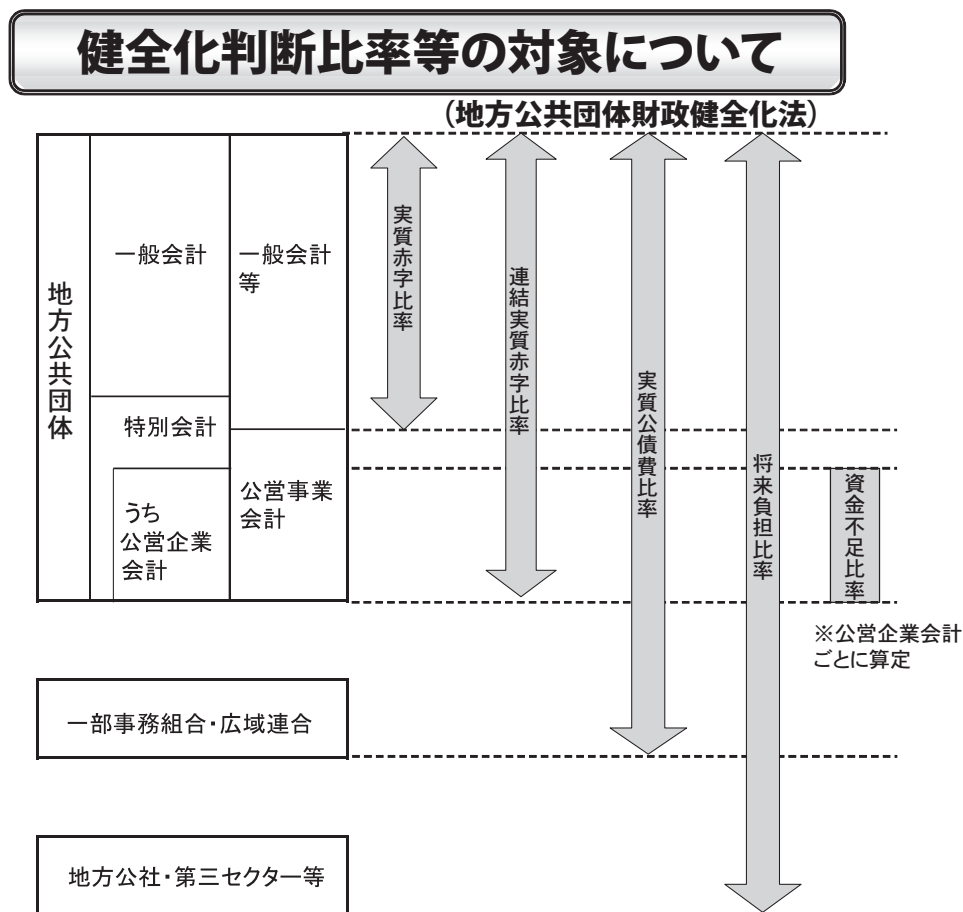 健全化判断比率等の対象について
(地方公共団体財政健全化法)
地方公共団体
一般会計
一般会計
等
特別会計
公営事業
会計
うち
公営企業
会計
実質赤字比率
連結実質赤字比率
実質公債費比率
将来負担比率
資金不足比率
※公営企業会計
ごとに算定
一部事務組合・広域連合
地方公社・第三セクター等